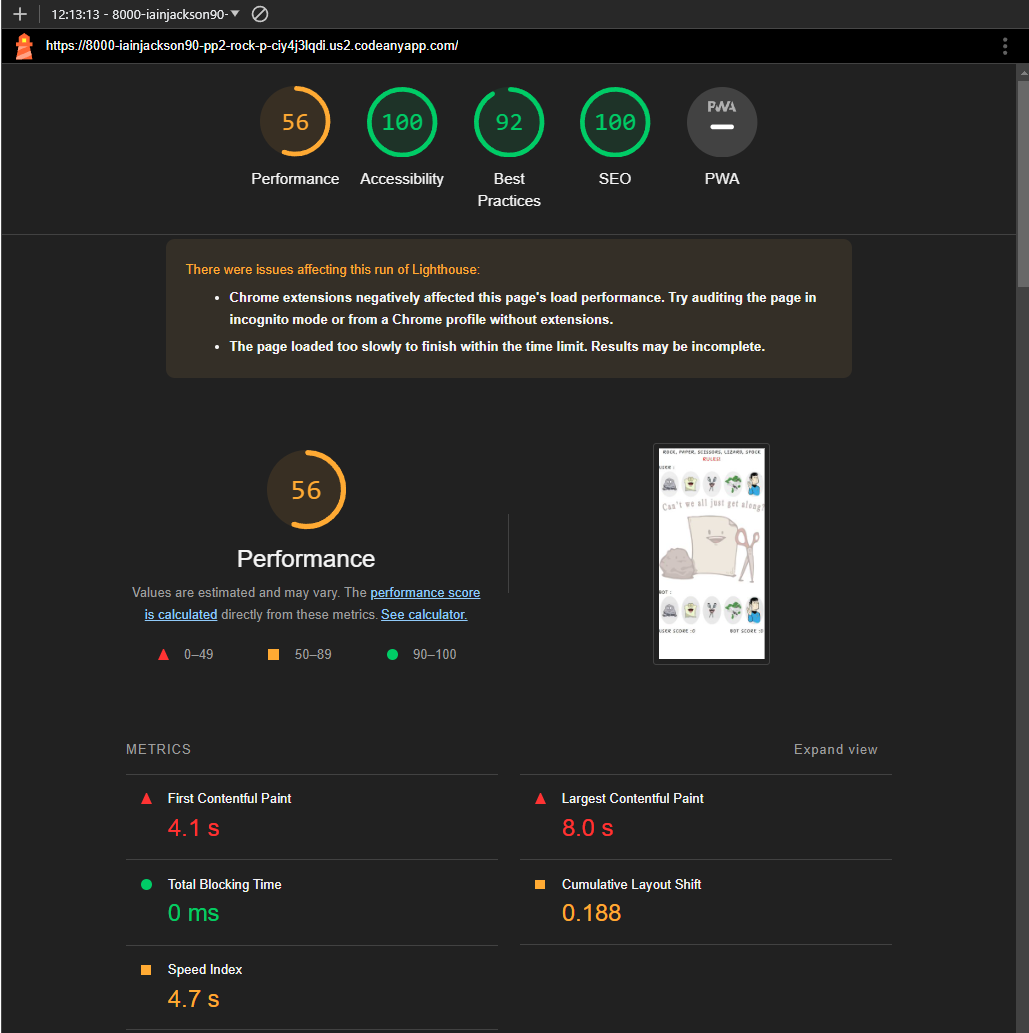 12:13:13 - 8000-iainjackson90-
https://8000-iainjackson90-pp2-rock-p-ciy4j3lqdi.us2.codeanyapp.com/
56 100 92 100 PWA
Performance Accessibility Best Practices SEO PWA
There were issues affecting this run of Lighthouse:
• Chrome extensions negatively affected this page's load performance. Try auditing the page in
incognito mode or from a Chrome profile without extensions.
• The page loaded too slowly to finish within the time limit. Results may be incomplete.
56
Performance
Values are estimated and may vary. The performance score
is calculated directly from these metrics. See calculator.
0–49 50–89 90–100
ROCK, PAPER, SCISSORS, LIZARD, SPOCK
RULES!
USER :
Can't we all just get along?
BOT :
USER SCORE :0 BOT SCORE :0
METRICS Expand view
First Contentful Paint
4.1 s
Largest Contentful Paint
8.0 s
Total Blocking Time
0 ms
Cumulative Layout Shift
0.188
Speed Index
4.7 s